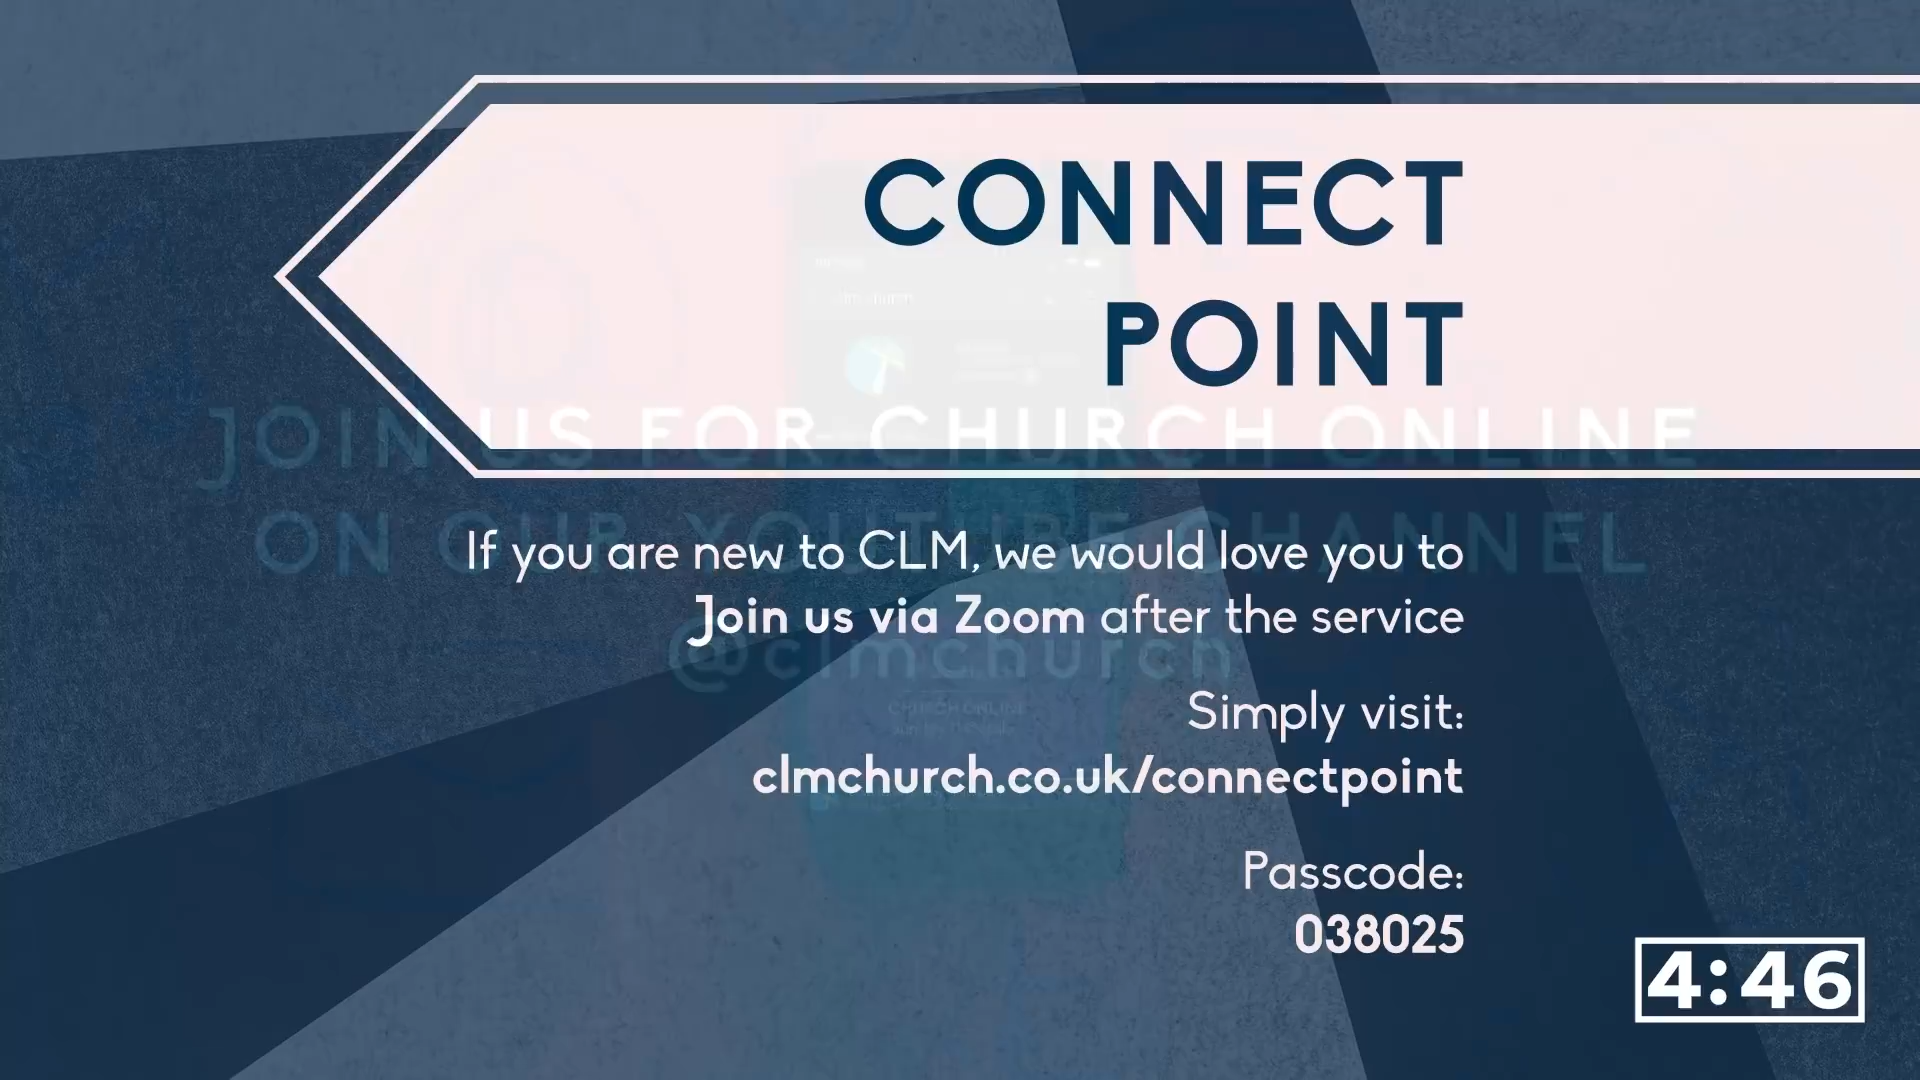 CONNECT
POINT
JOIN US FOR CHURCH ONLINE
ON OUR YOUTUBE CHANNEL
If you are new to CLM, we would love you to
Join us via Zoom after the service
@clmchurch
Simply visit:
CHURCH ONLINE
clmchurch.co.uk/connectpoint
Passcode:
038025
4:46